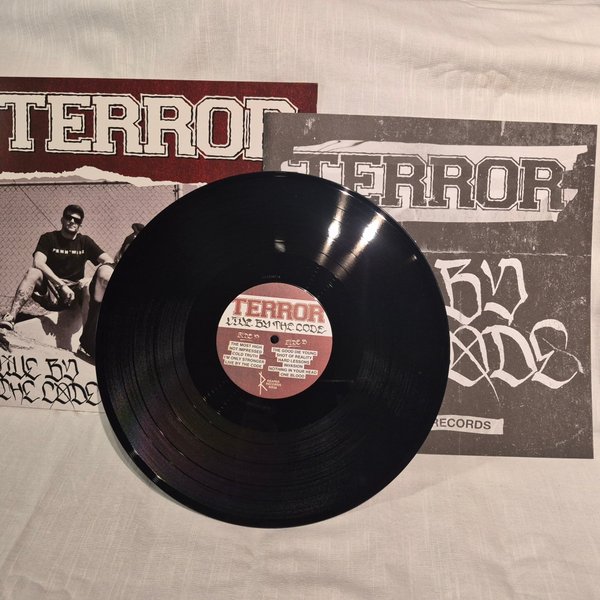 TERROR
LIVE BY
THE CODE
TERROR
BY
CODE
RECORDS
TERROR
LIVE BY THE CODE
THE MOST HIGH
NOT IMPRESSED
COLD TRUTH
I'M ONLY STRONGER
LIVE BY THE CODE
THE GOOD DIE YOUNG
SHOT OF REALITY
HARD LESSONS
INVASION
NOTHING IN YOUR HEAD
ONE BLOOD